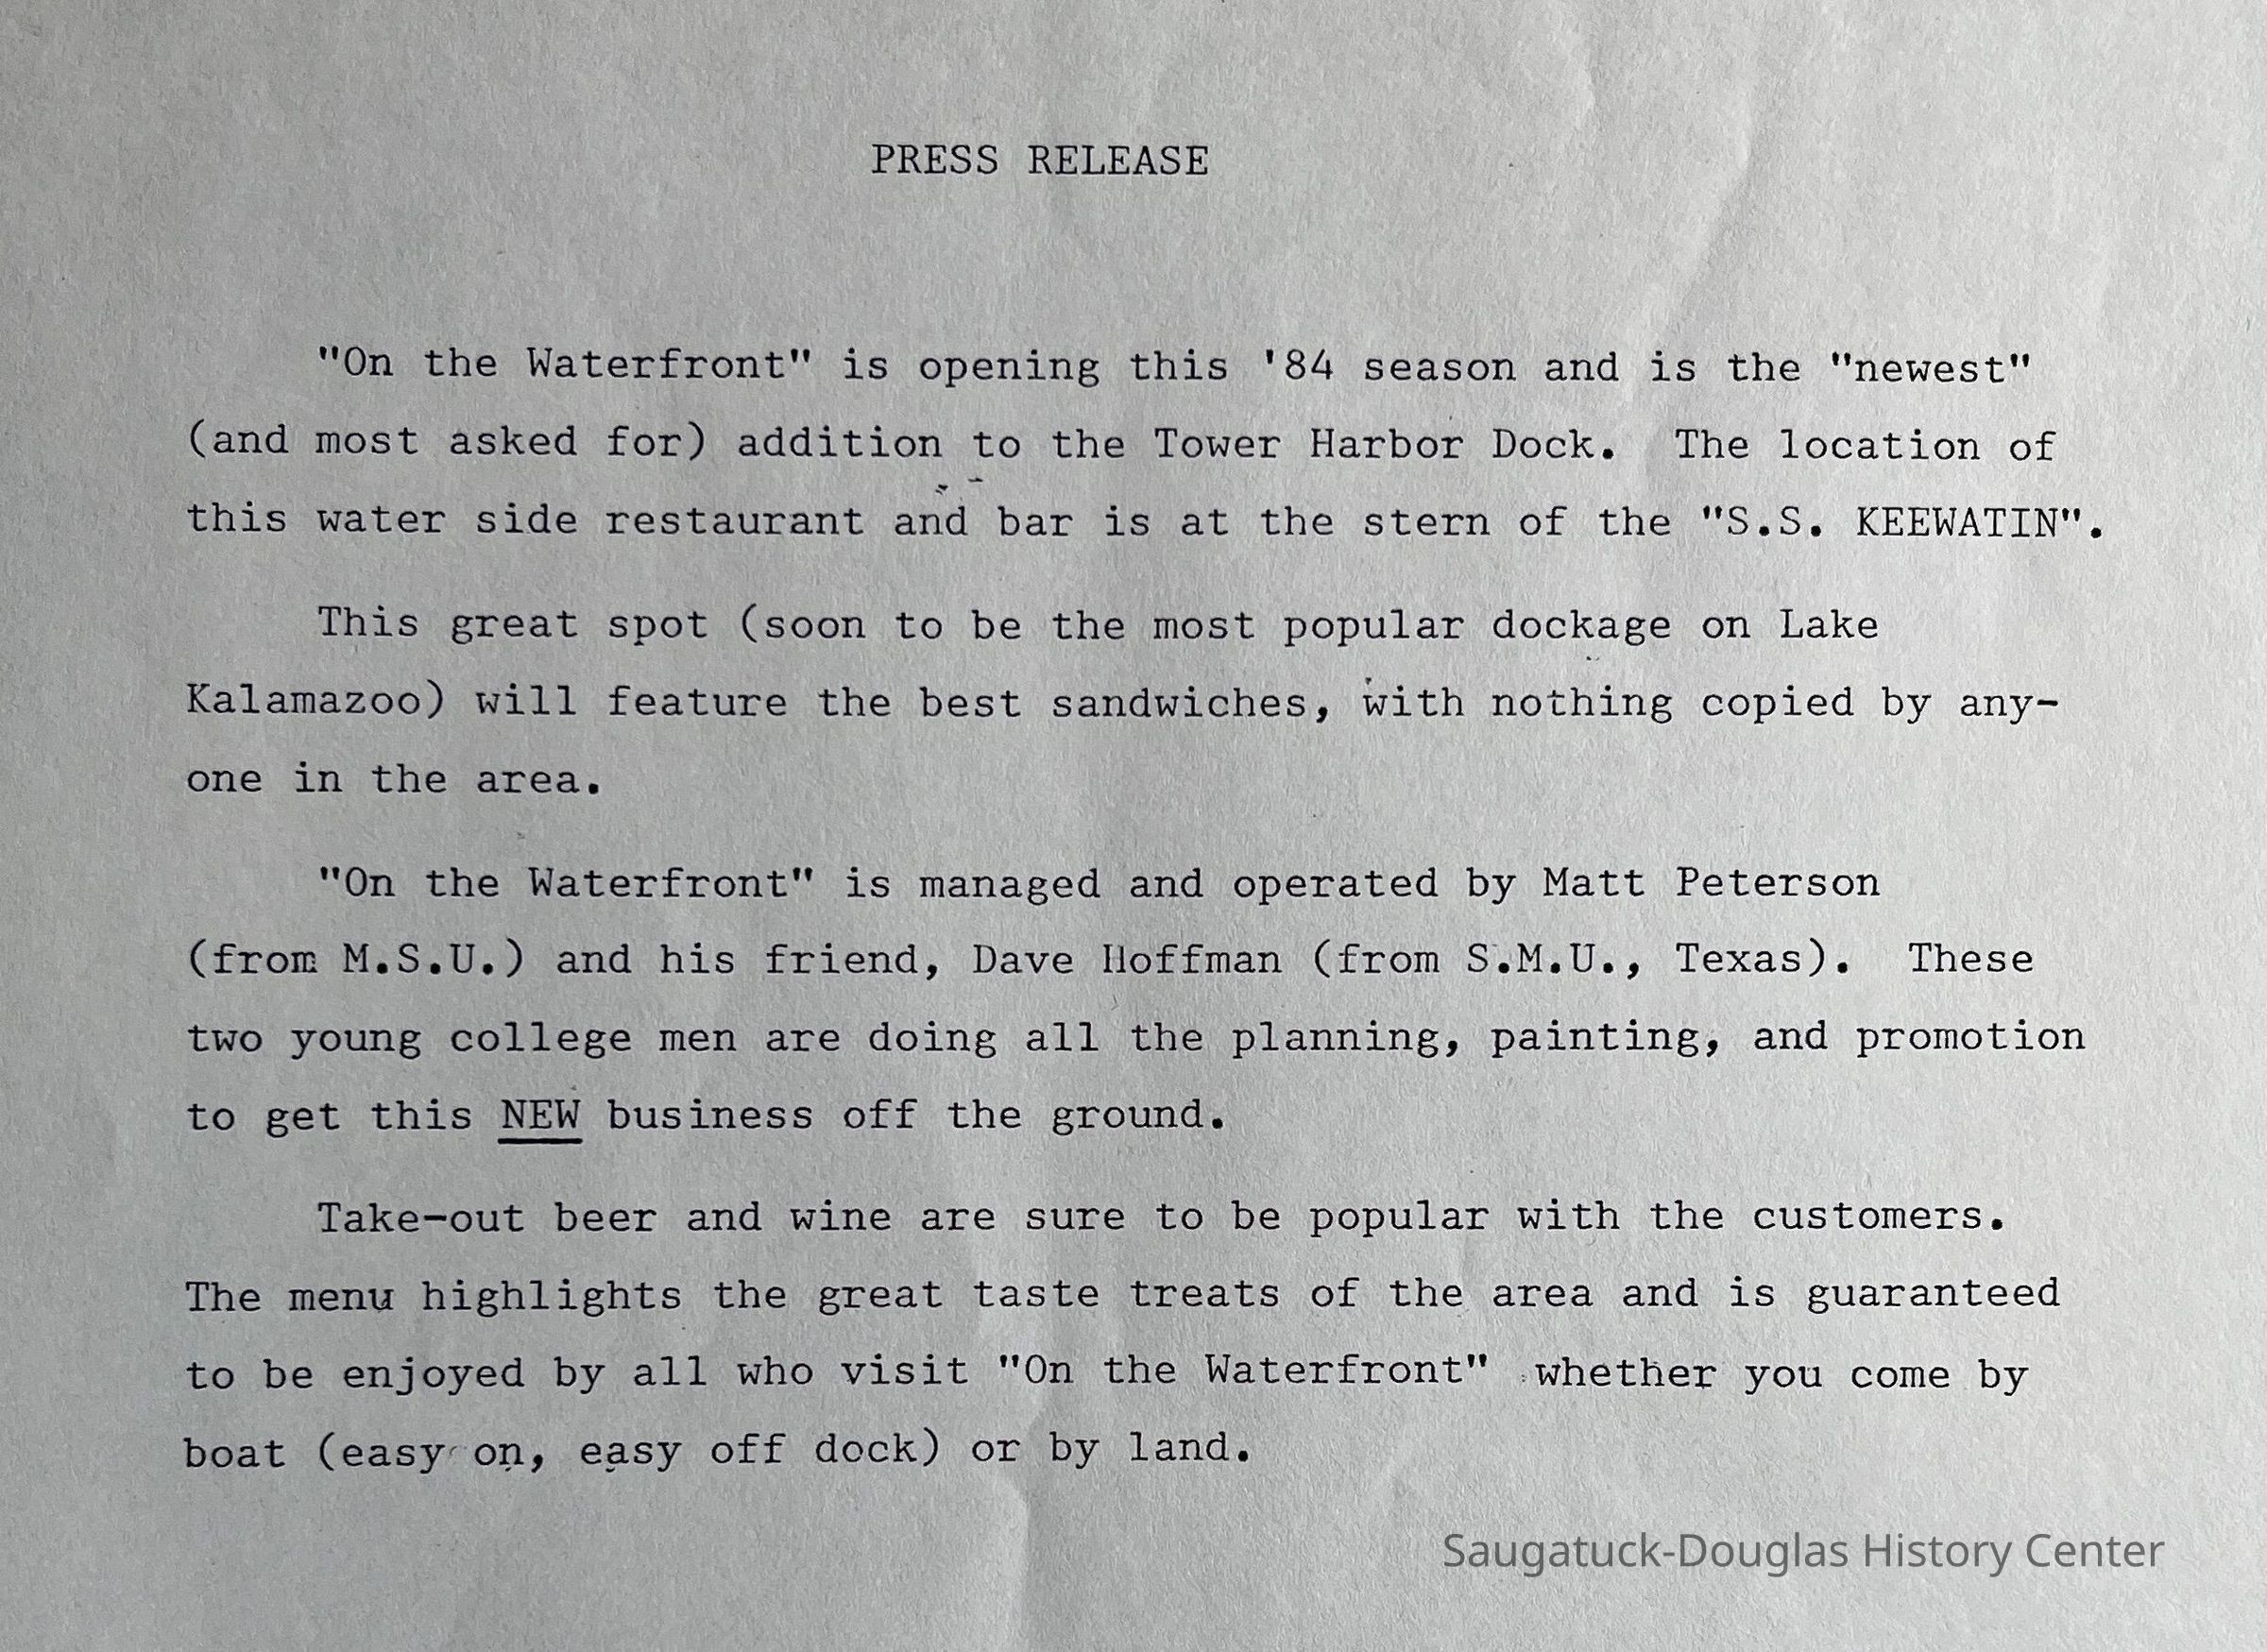 PRESS RELEASE
"On the Waterfront" is opening this '84 season and is the "newest"
(and most asked for) addition to the Tower Harbor Dock.  The location of
this water side restaurant and bar is at the stern of the "S.S. KEEWATIN".
This great spot (soon to be the most popular dockage on Lake
Kalamazoo) will feature the best sandwiches, with nothing copied by any-
one in the area.
"On the Waterfront" is managed and operated by Matt Peterson
(from M.S.U.) and his friend, Dave Hoffman (from S.M.U., Texas).  These
two young college men are doing all the planning, painting, and promotion
to get this NEW business off the ground.
Take-out beer and wine are sure to be popular with the customers.
The menu highlights the great taste treats of the area and is guaranteed
to be enjoyed by all who visit "On the Waterfront" whether you come by
boat (easy on, easy off dock) or by land.
Saugatuck-Douglas History Center